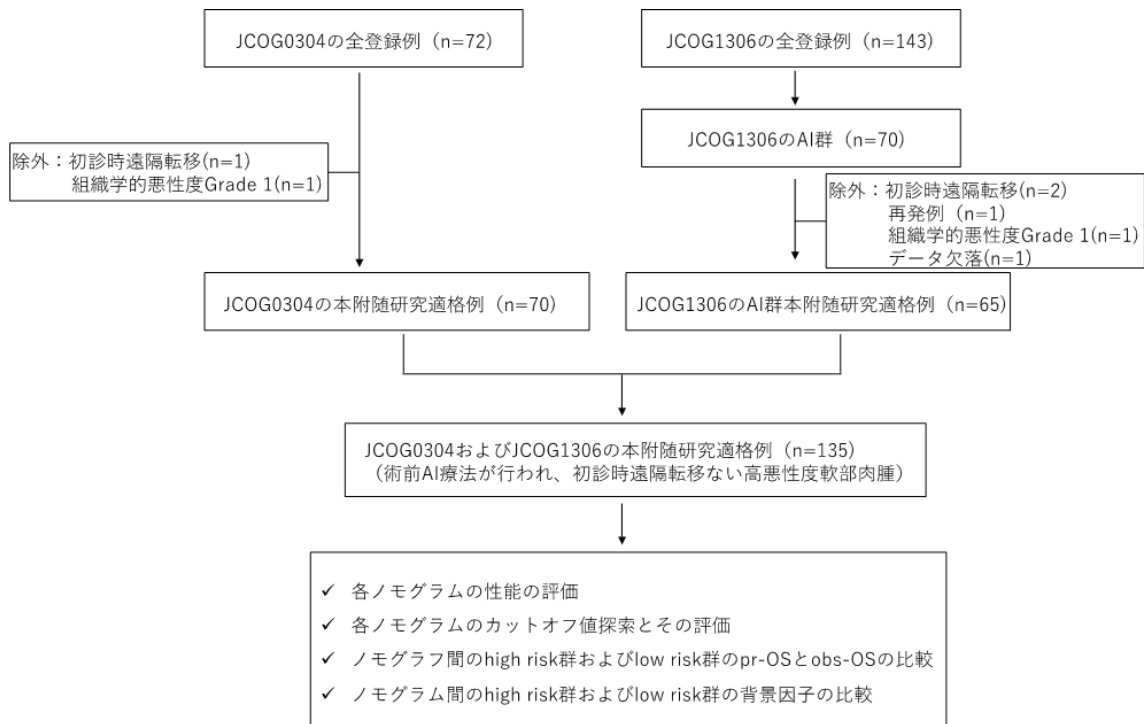 JCOG0304の全登録例（n=72）
JCOG1306の全登録例（n=143）
JCOG1306のAI群（n=70）
除外：初診時遠隔転移(n=1)
組織学的悪性度Grade 1(n=1)
除外：初診時遠隔転移(n=2)
再発例（n=1)
組織学的悪性度Grade 1(n=1)
データ欠落(n=1)
JCOG0304の本附随研究適格例（n=70）
JCOG1306のAI群本附随研究適格例（n=65）
JCOG0304およびJCOG1306の本附随研究適格例（n=135）
（術前AI療法が行われ、初診時遠隔転移ない高悪性度軟部肉腫）
✓ 各ノモグラムの性能の評価
✓ 各ノモグラムのカットオフ値探索とその評価
✓ ノモグラフ間のhigh risk群およびlow risk群のpr-OSとobs-OSの比較
✓ ノモグラム間のhigh risk群およびlow risk群の背景因子の比較